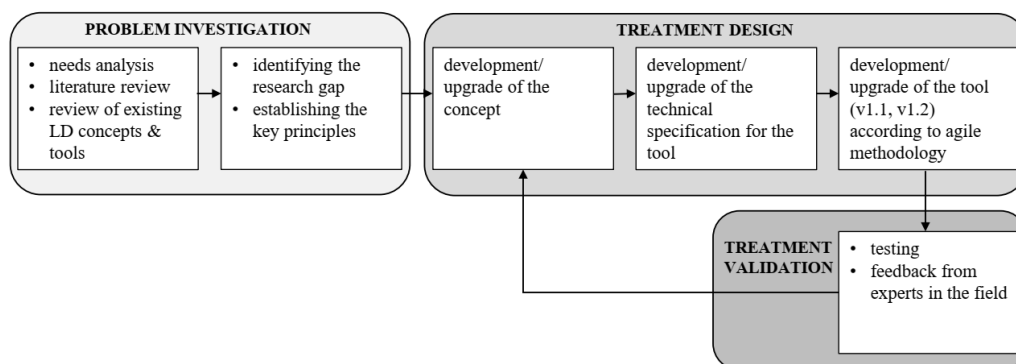 PROBLEM INVESTIGATION
• needs analysis
• literature review
• review of existing
LD concepts &
tools
• identifying the
research gap
• establishing the
key principles
TREATMENT DESIGN
development/
upgrade of the
concept
development/
upgrade of the
technical
specification for the
tool
development/
upgrade of the tool
(v1.1, v1.2)
according to agile
methodology
TREATMENT
VALIDATION
• testing
• feedback from
experts in the field